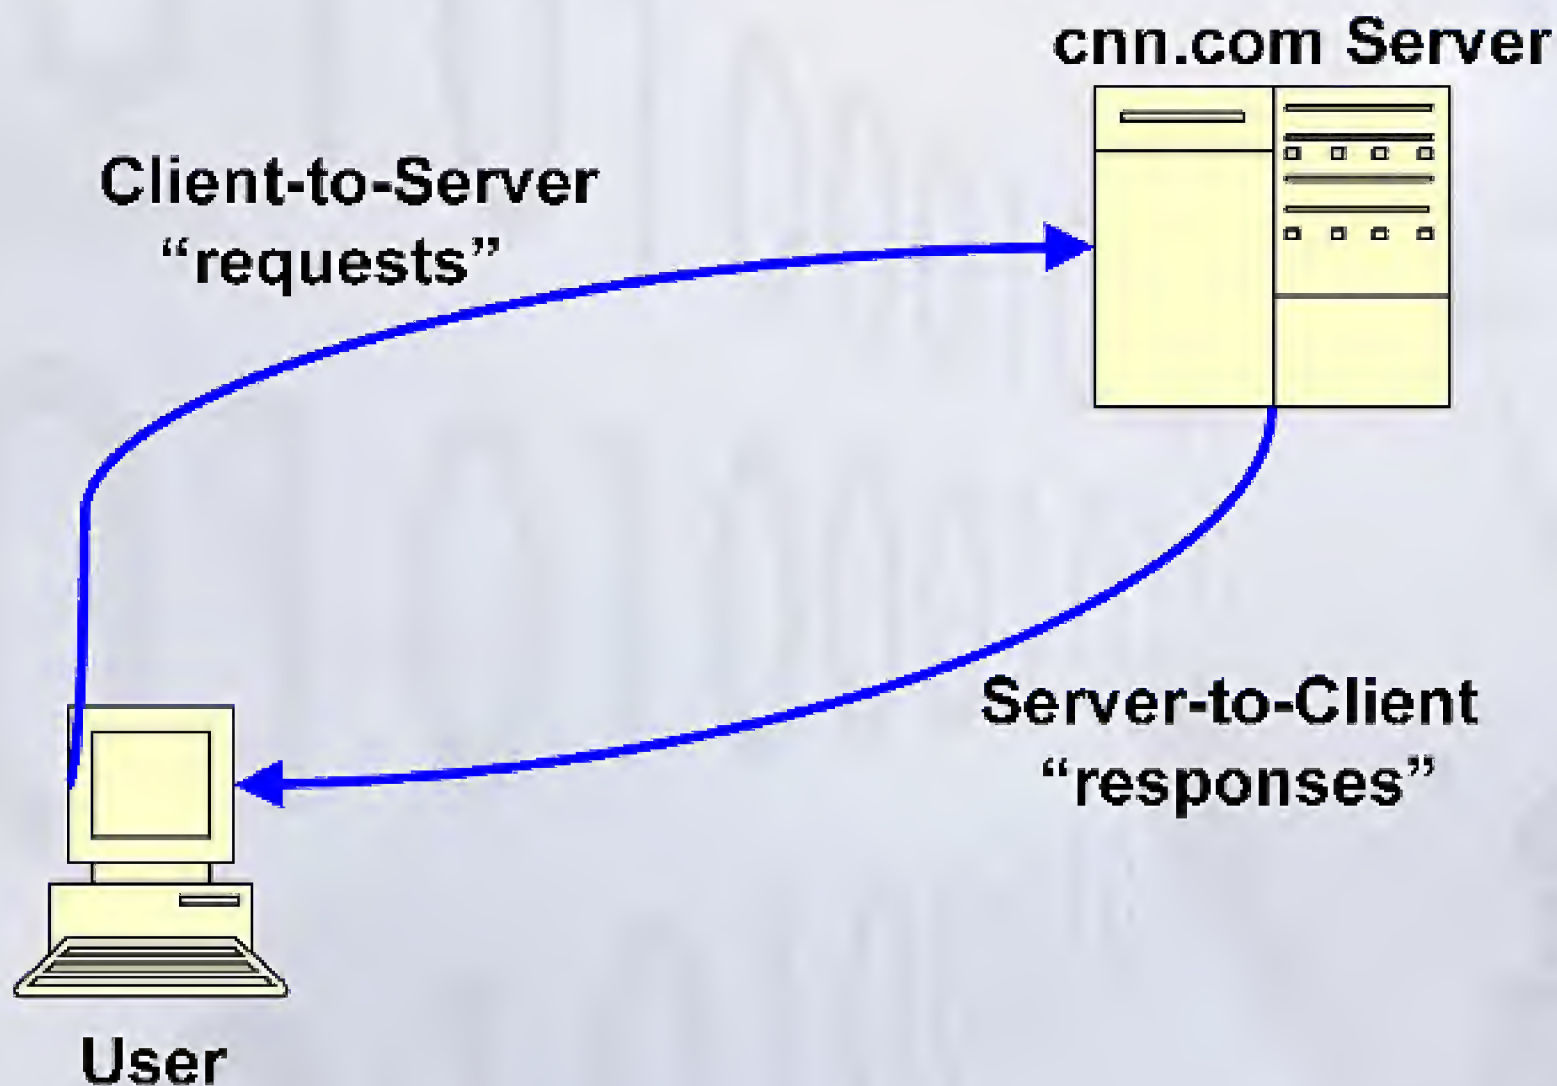 cnn.com Server
Client-to-Server
“requests”
Server-to-Client
“responses”
User